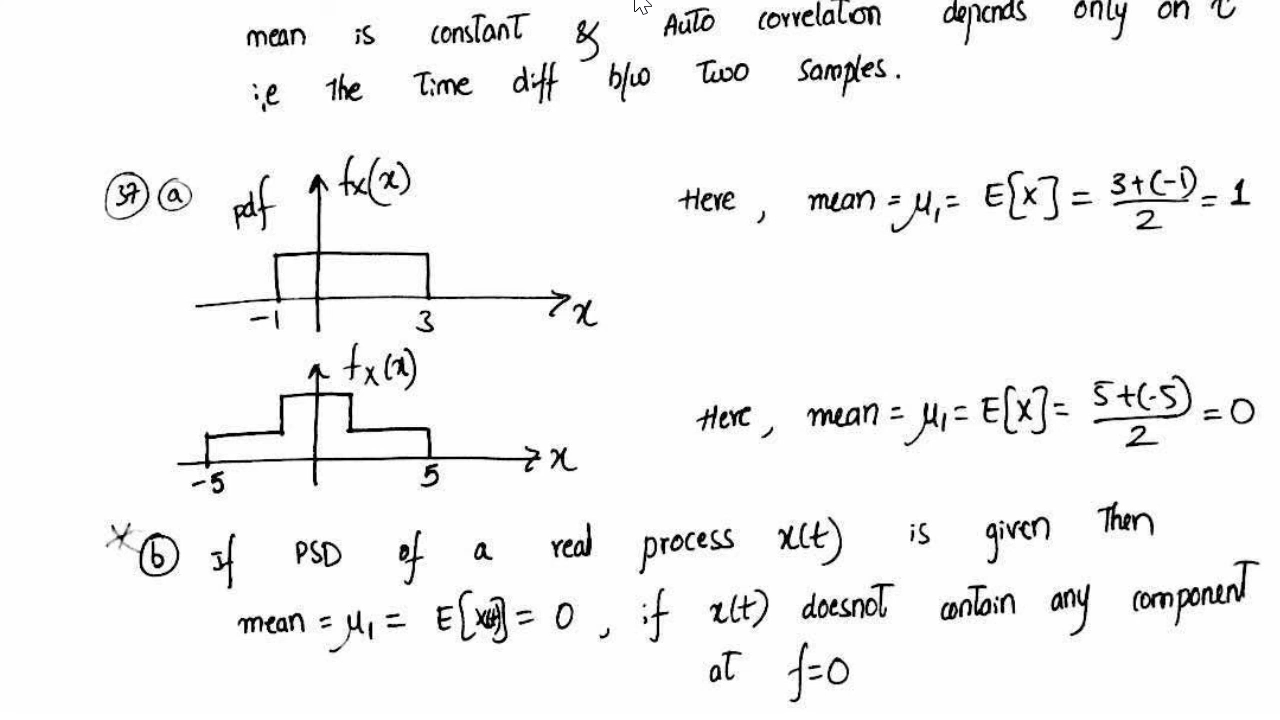 mean is constant & Auto correlation depends only on τ
i,e the Time diff b/w Two samples.
37 a pdf fx(x) Here, mean = μ₁ = E[x] = 3+(-1)/2 = 1
-1 3 x
fx(x)
Here, mean = μ₁ = E[x] = 5+(-5)/2 = 0
-5 5 x
* b If PSD of a real process x(t) is given Then
mean = μ₁ = E[x(t)] = 0, if x(t) doesnot contain any component
at f=0